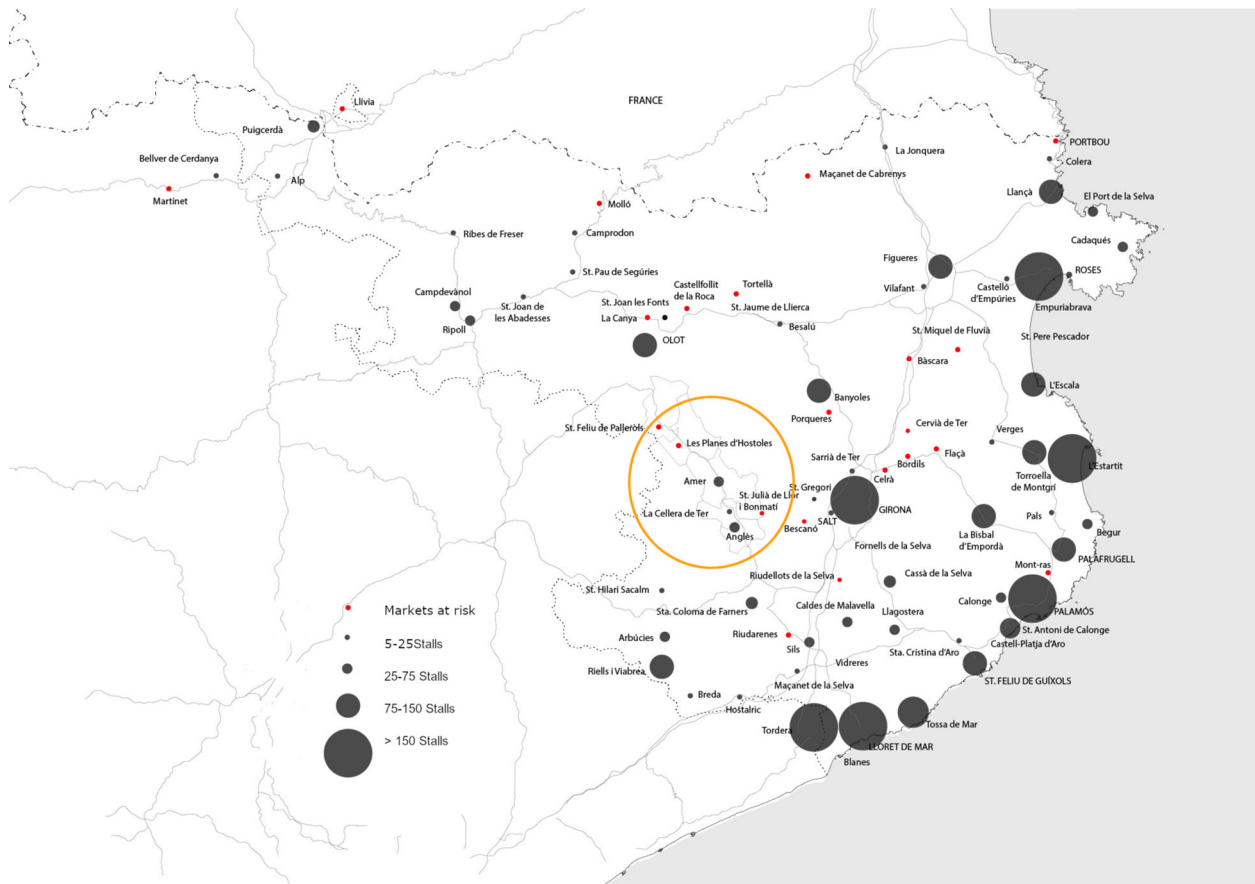 FRANCE
Llívia
Puigcerdà
PORTBOU
La Jonquera
Colera
Bellver de Cerdanya
Alp
Maçanet de Cabrenys
Martinet
Llançà
El Port de la Selva
Molló
Ribes de Freser
Camprodon
Cadaqués
Figueres
St. Pau de Segúries
ROSES
Castellfollit
de la Roca
Tortellà
Vilafant
Castelló
d'Empúries
Campdevànol
St. Joan de
les Abadesses
St. Joan les Fonts
St. Jaume de Llierca
Empuriabrava
La Canya
Ripoll
Besalú
St. Miquel de Fluvià
St. Pere Pescador
OLOT
Bàscara
L'Escala
Banyoles
Porqueres
St. Feliu de Palleròls
Cervià de Ter
Verges
Les Planes d'Hostoles
Sarrià de Ter
Bordils
Flaçà
L'Estartit
Torroella
de Montgrí
Amer
St. Gregori
Celrà
St. Julià de Llor
i Bonmatí
La Cellera de Ter
GIRONA
Pals
SALT
Bescanó
Anglès
La Bisbal
d'Empordà
Begur
Fornells de la Selva
PALAFRUGELL
Mont-ras
Riudellots de la Selva
Cassà de la Selva
St. Hilari Sacalm
Calonge
Sta. Coloma de Farners
Caldes de Malavella
Llagostera
PALAMÓS
St. Antoni de Calonge
Arbúcies
Riudarenes
Sils
Sta. Cristina d'Aro
Castell-Platja d'Aro
Vidreres
Riells i Viabrea
ST. FELIU DE GUÍXOLS
Maçanet de la Selva
Breda
Hostalric
Tossa de Mar
Tordera
LLORET DE MAR
Blanes
Markets at risk
5-25Stalls
25-75 Stalls
75-150 Stalls
> 150 Stalls